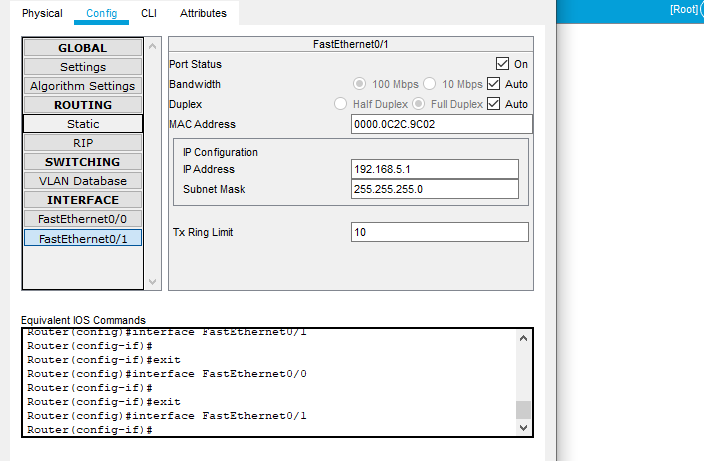 Physical Config CLI Attributes [Root]
GLOBAL
Settings
Algorithm Settings
ROUTING
Static
RIP
SWITCHING
VLAN Database
INTERFACE
FastEthernet0/0
FastEthernet0/1
FastEthernet0/1
Port Status On
Bandwidth 100 Mbps 10 Mbps Auto
Duplex Half Duplex Full Duplex Auto
MAC Address 0000.0C2C.9C02
IP Configuration
IP Address 192.168.5.1
Subnet Mask 255.255.255.0
Tx Ring Limit 10
Equivalent IOS Commands
Router(config)#interface FastEthernet0/1
Router(config-if)#
Router(config-if)#exit
Router(config)#interface FastEthernet0/0
Router(config-if)#
Router(config-if)#exit
Router(config)#interface FastEthernet0/1
Router(config-if)#